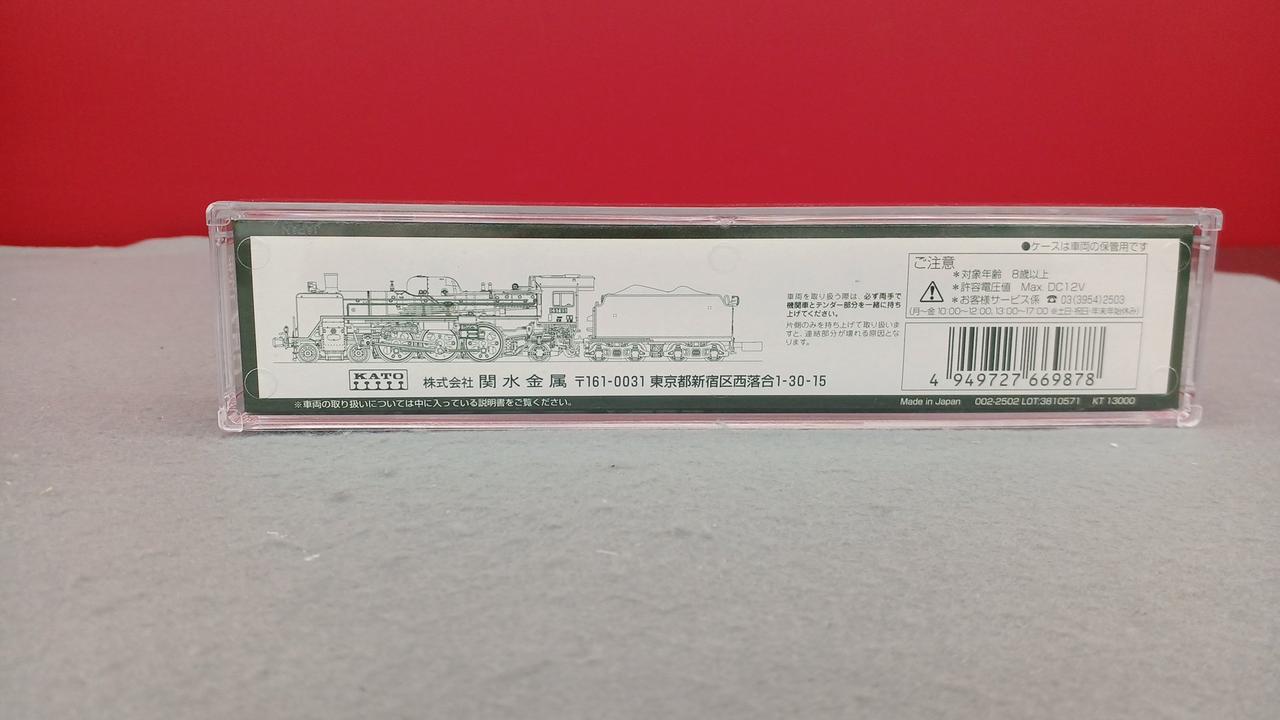 ●ケースは車両の保管用です
ご注意
＊対象年齢　8歳以上
＊許容電圧値　Max. DC12V
＊お客様サービス係 ☎ 03(3954)2503
(月～金 10:00～12:00, 13:00～17:00 ※土日・祝日・年末年始休み)
車両を取り扱う際は、必ず両手で
機関車とテンダー部分を一緒に持ち
上げてください。
片側のみを持ち上げて取り扱いま
すと、連結部分が壊れる原因とな
ります。
4 949727 669878
KATO
株式会社 関水金属 〒161-0031 東京都新宿区西落合1-30-15
※車両の取り扱いについては中に入っている説明書をご覧ください。
Made in Japan 002-2502 LOT:3810571 KT 13000